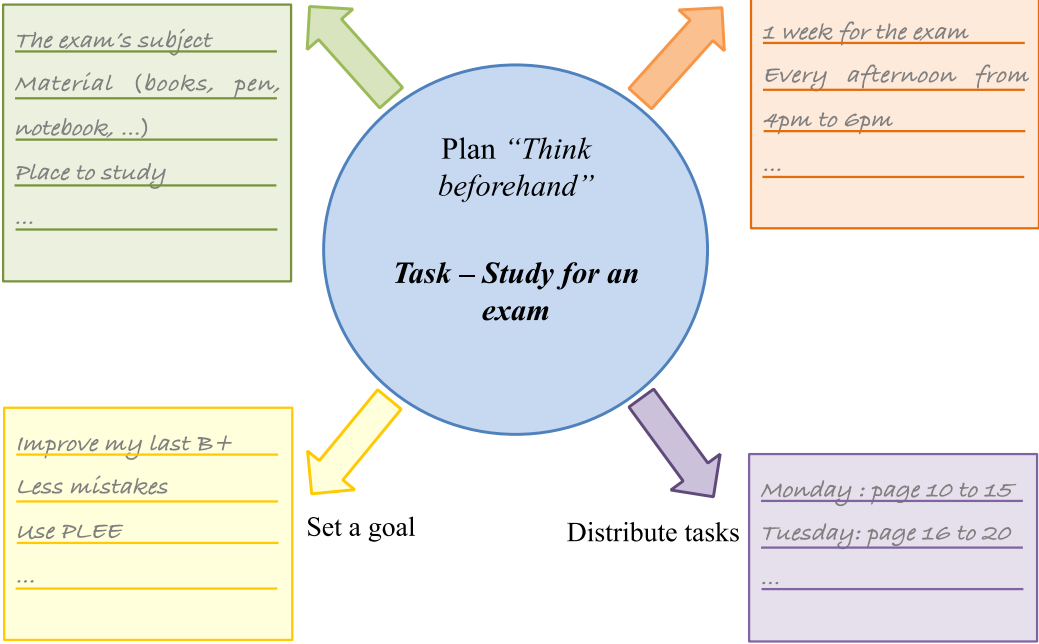 The exam's subject
Material (books, pen,
notebook, ...)
Place to study
...
1 week for the exam
Every afternoon from
4pm to 6pm
...
Plan “Think
beforehand”
Task – Study for an
exam
Improve my last B+
Less mistakes
Use PLEE
...
Set a goal
Distribute tasks
Monday : page 10 to 15
Tuesday: page 16 to 20
...